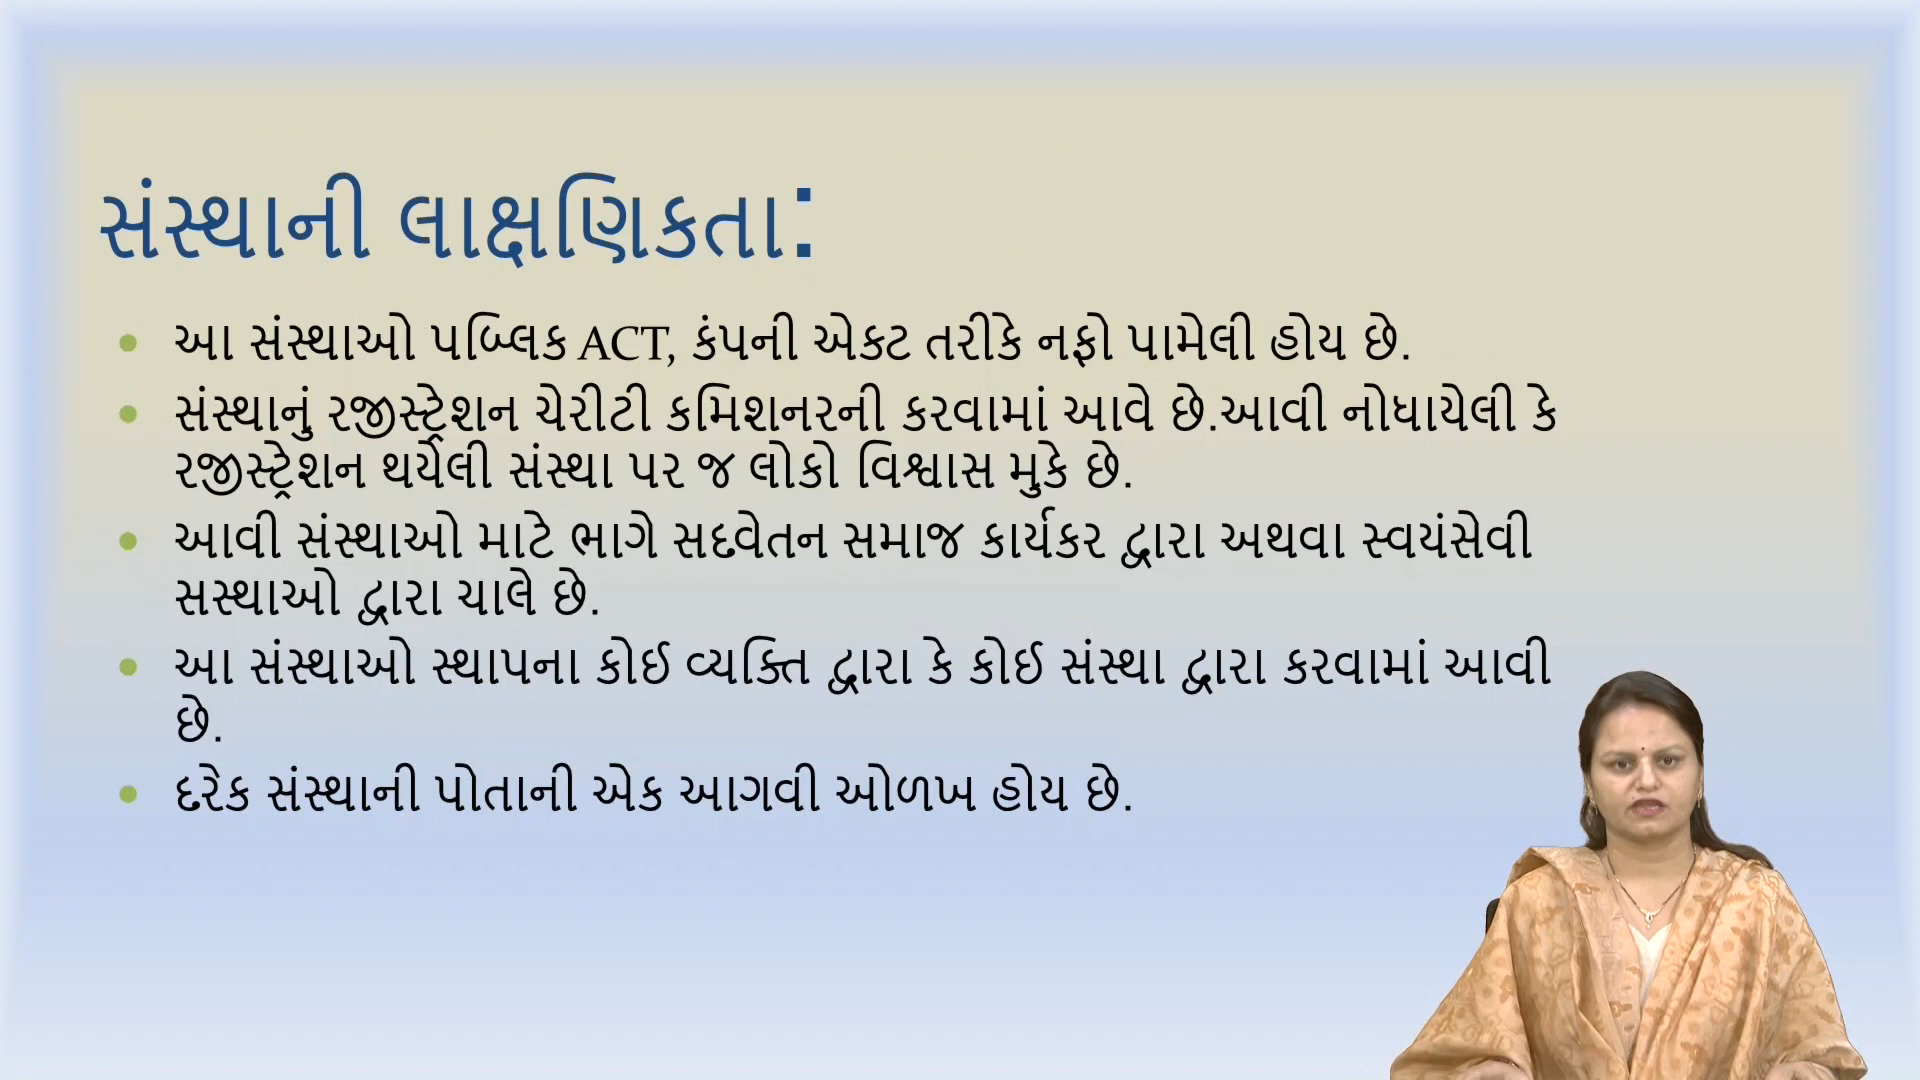 સંસ્થાની લાક્ષણિકતા:
આ સંસ્થાઓ પબ્લિક ACT, કંપની એકટ તરીકે નફો પામેલી હોય છે.
સંસ્થાનું રજીસ્ટ્રેશન ચેરીટી કમિશનરની કરવામાં આવે છે.આવી નોધાયેલી કે
રજીસ્ટ્રેશન થયેલી સંસ્થા પર જ લોકો વિશ્વાસ મુકે છે.
આવી સંસ્થાઓ માટે ભાગે સદવેતન સમાજ કાર્યકર દ્વારા અથવા સ્વયંસેવી
સસ્થાઓ દ્વારા ચાલે છે.
આ સંસ્થાઓ સ્થાપના કોઈ વ્યક્તિ દ્વારા કે કોઈ સંસ્થા દ્વારા કરવામાં આવી
છે.
દરેક સંસ્થાની પોતાની એક આગવી ઓળખ હોય છે.